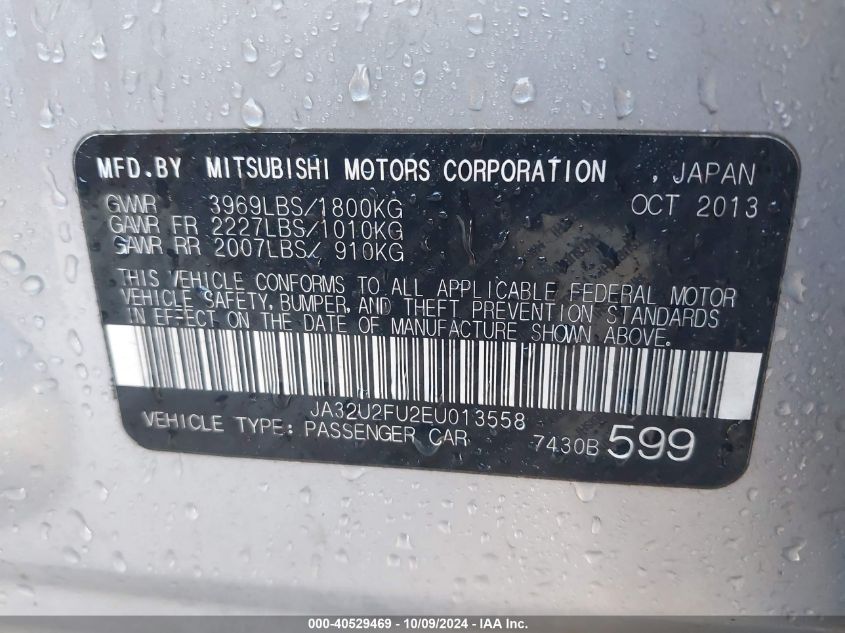 MFD.BY MITSUBISHI MOTORS CORPORATION , JAPAN
GVWR 3969LBS/1800KG OCT 2013
GAWR FR 2227LBS/1010KG
GAWR RR 2007LBS/ 910KG
THIS VEHICLE CONFORMS TO ALL APPLICABLE FEDERAL MOTOR
VEHICLE SAFETY, BUMPER, AND THEFT PREVENTION STANDARDS
IN EFFECT ON THE DATE OF MANUFACTURE SHOWN ABOVE.
JA32U2FU2EU013558
VEHICLE TYPE: PASSENGER CAR 7430B 599
000-40529469 - 10/09/2024 - IAA Inc.